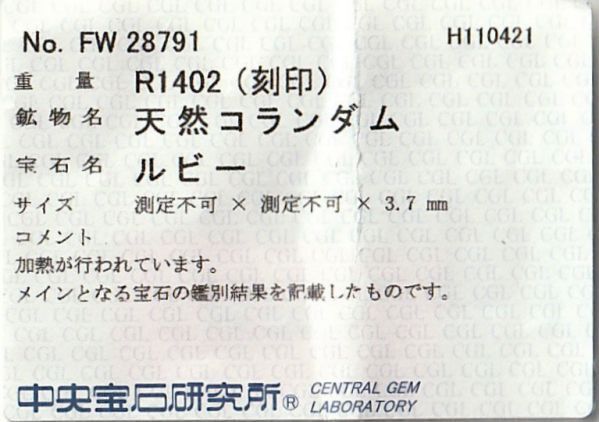 No. FW 28791 H110421
重量 R1402（刻印）
鉱物名 天然コランダム
宝石名 ルビー
サイズ 測定不可 × 測定不可 × 3.7 mm
コメント
加熱が行われています。
メインとなる宝石の鑑別結果を記載したものです。
中央宝石研究所® CENTRAL GEM
LABORATORY